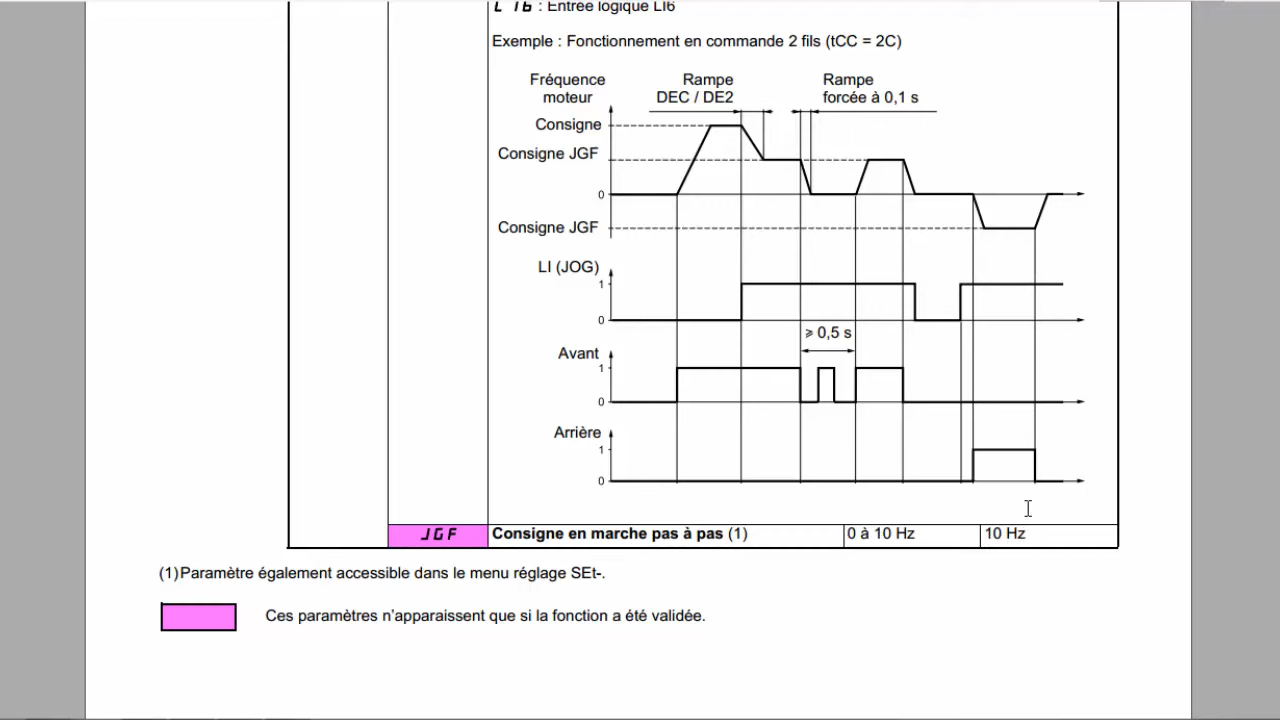 L I6 : Entrée logique LI6
Exemple : Fonctionnement en commande 2 fils (tCC = 2C)
Fréquence moteur
Rampe DEC / DE2
Rampe forcée à 0,1 s
Consigne
Consigne JGF
0
Consigne JGF
LI (JOG)
1
0
≥ 0,5 s
Avant
1
0
Arrière
1
0
JGF Consigne en marche pas à pas (1) 0 à 10 Hz 10 Hz
(1)Paramètre également accessible dans le menu réglage SEt-.
Ces paramètres n’apparaissent que si la fonction a été validée.